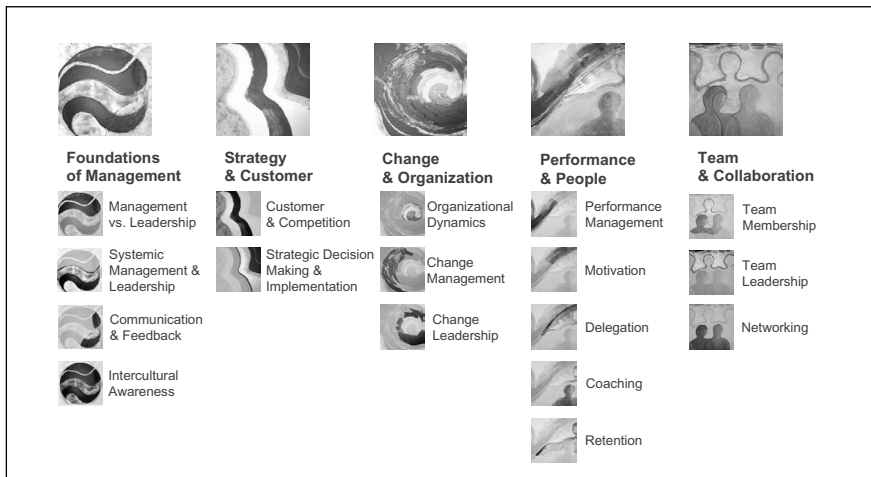 Foundations
of Management
Management
vs. Leadership
Systemic
Management &
Leadership
Communication
& Feedback
Intercultural
Awareness
Strategy
& Customer
Customer
& Competition
Strategic Decision
Making &
Implementation
Change
& Organization
Organizational
Dynamics
Change
Management
Change
Leadership
Performance
& People
Performance
Management
Motivation
Delegation
Coaching
Retention
Team
& Collaboration
Team
Membership
Team
Leadership
Networking